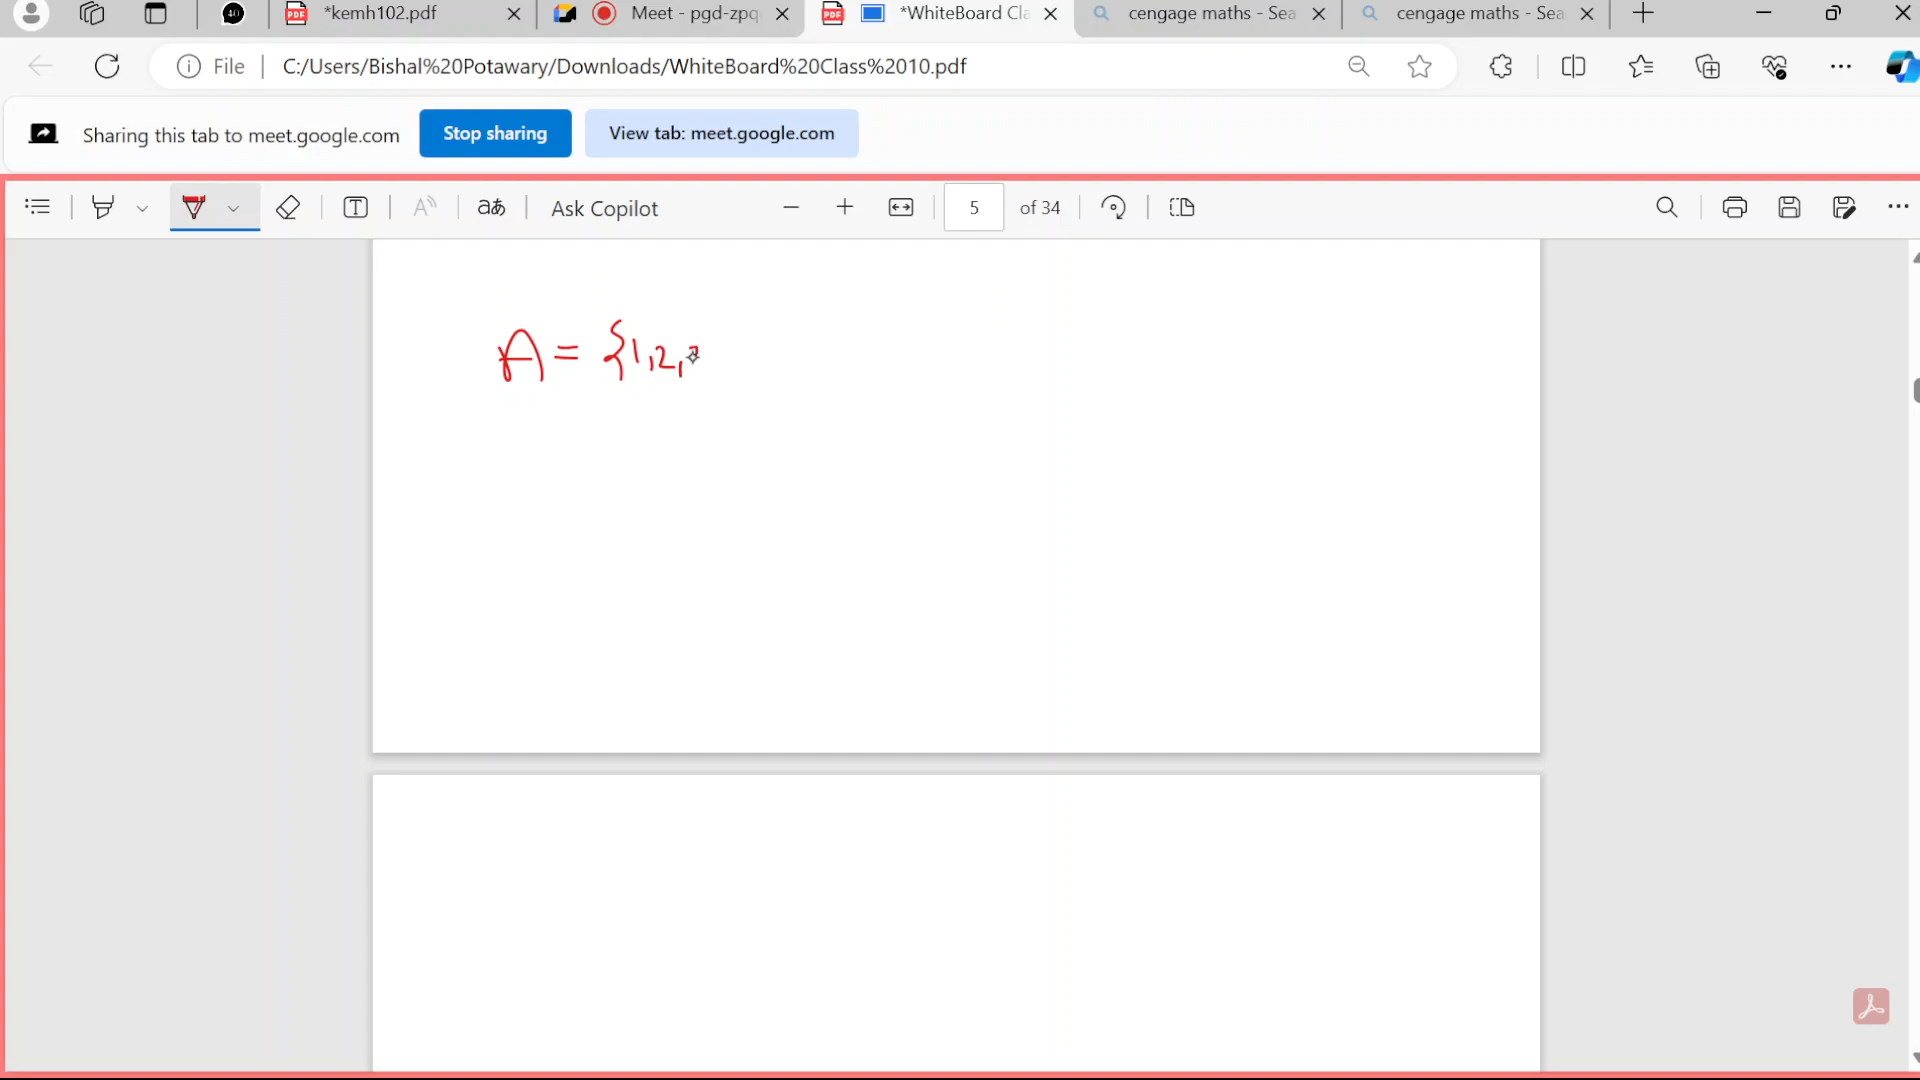 *kemh102.pdf
Meet - pgd-zpq
*WhiteBoard Cla
cengage maths - Sea
cengage maths - Sea
File
C:/Users/Bishal%20Potawary/Downloads/WhiteBoard%20Class%2010.pdf
Sharing this tab to meet.google.com
Stop sharing
View tab: meet.google.com
T
A
aあ
Ask Copilot
5
of 34
A = {1,2,